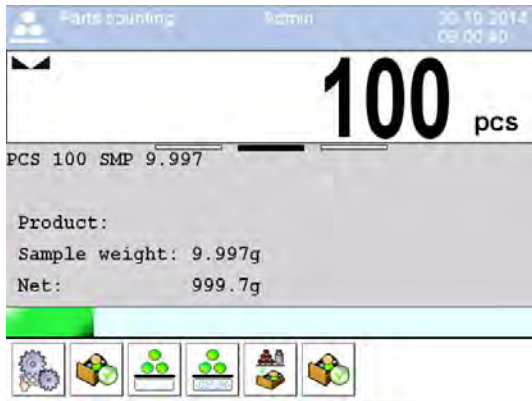 Parts counting Admin 30.10.2014
09:00:40
100 pcs
PCS 100 SMP 9.997
Product:
Sample weight: 9.997g
Net: 999.7g